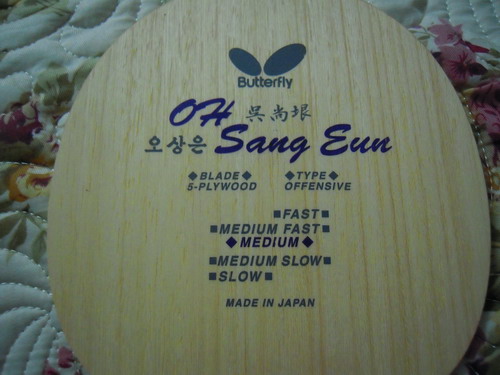 Butterfly
OH 吳尚垠
오상은 Sang Eun
◆BLADE◆ ◆TYPE◆
5-PLYWOOD OFFENSIVE
■FAST■
■MEDIUM FAST■
◆MEDIUM◆
■MEDIUM SLOW■
■SLOW■
MADE IN JAPAN